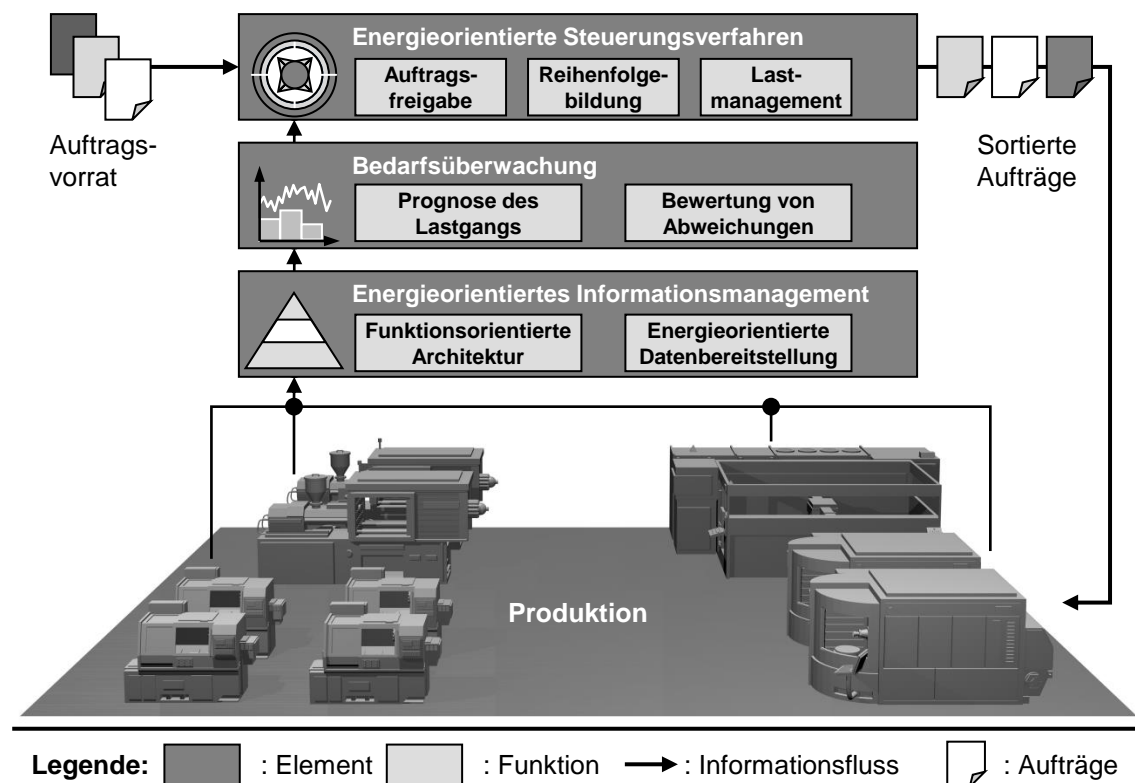 Energieorientierte Steuerungsverfahren
Auftrags-
freigabe
Reihenfolge-
bildung
Last-
management
Auftrags-
vorrat
Sortierte
Aufträge
Bedarfsüberwachung
Prognose des
Lastgangs
Bewertung von
Abweichungen
Energieorientiertes Informationsmanagement
Funktionsorientierte
Architektur
Energieorientierte
Datenbereitstellung
Produktion
Legende: : Element : Funktion : Informationsfluss : Aufträge